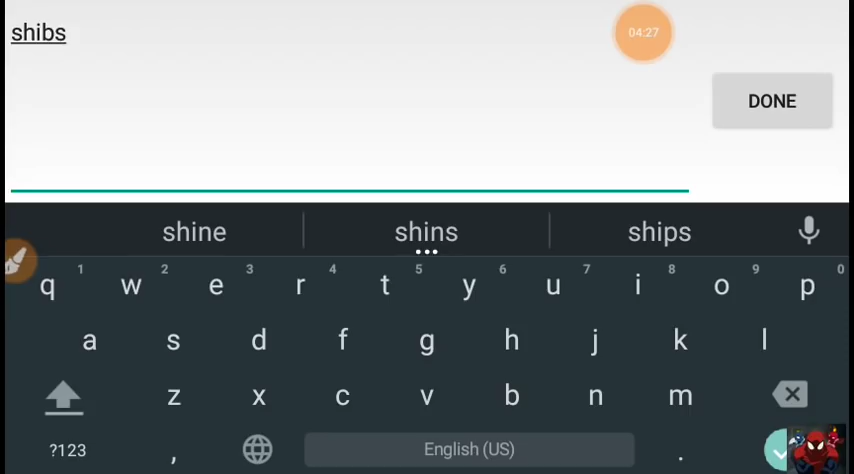 shibs
04:27
DONE
shine shins ships
q 1 w 2 e 3 r 4 t 5 y 6 u 7 i 8 o 9 p 0
a s d f g h j k l
z x c v b n m
?123 , English (US) .